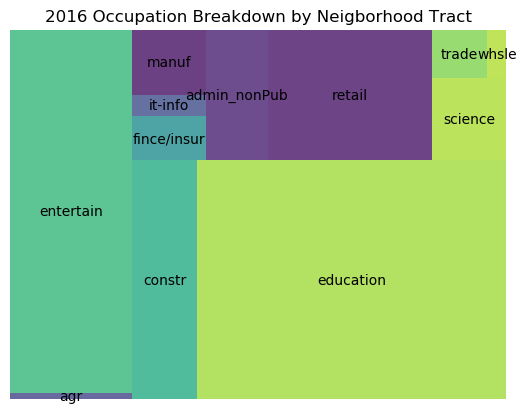 2016 Occupation Breakdown by Neigborhood Tract
manuf
admin_nonPub
retail
trade
whsle
it-info
science
fince/insur
entertain
constr
education
agr